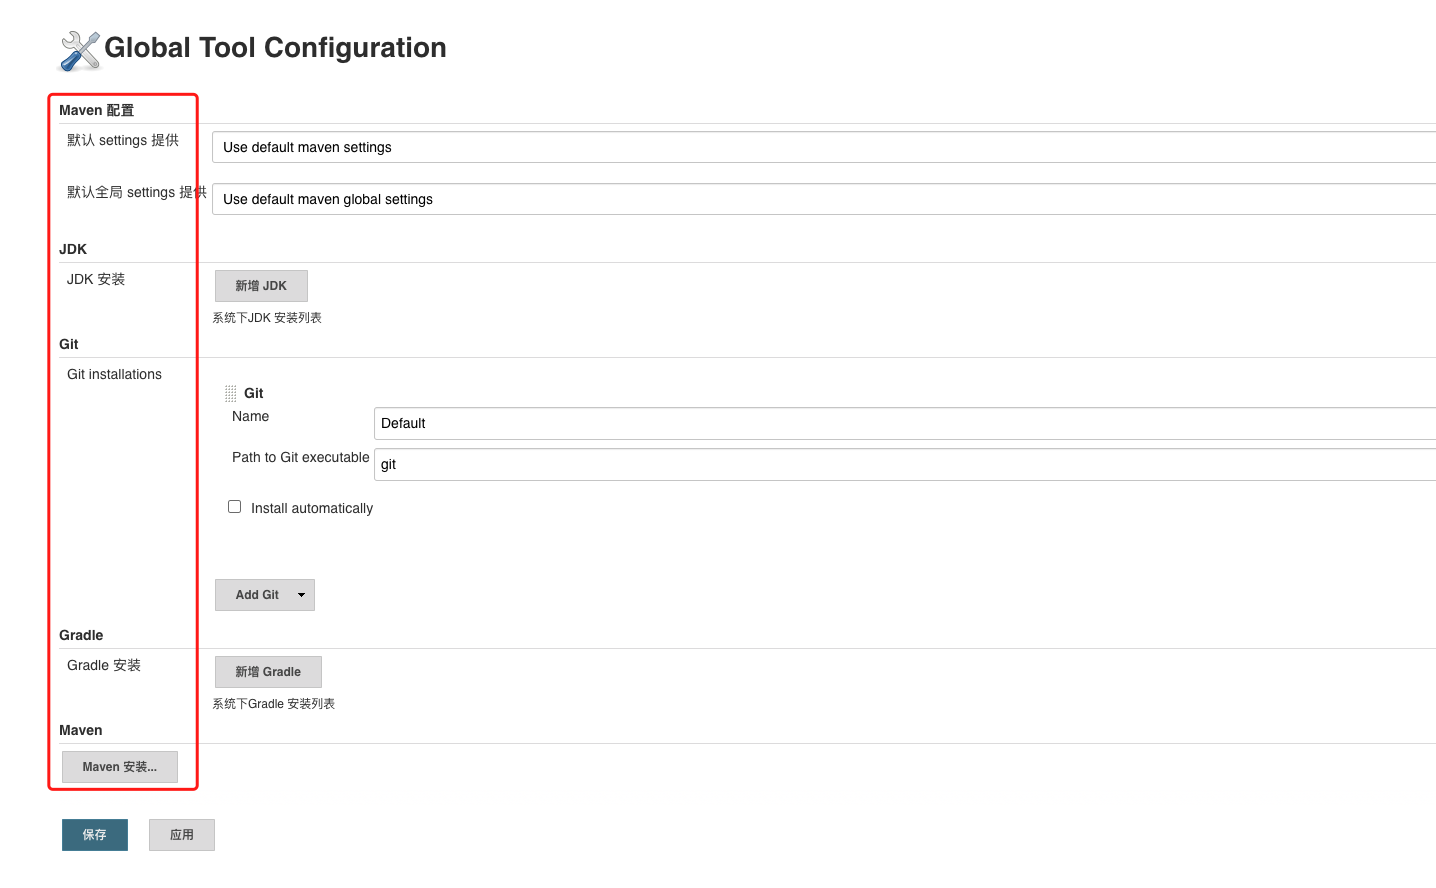 Global Tool Configuration
Maven 配置
默认 settings 提供
Use default maven settings
默认全局 settings 提供
Use default maven global settings
JDK
JDK 安装
新增 JDK
系统下JDK 安装列表
Git
Git installations
Git
Name
Default
Path to Git executable
git
Install automatically
Add Git
Gradle
Gradle 安装
新增 Gradle
系统下Gradle 安装列表
Maven
Maven 安装...
保存
应用